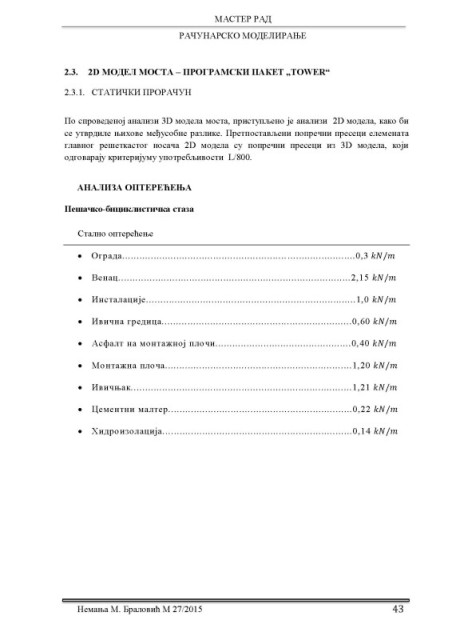 МАСТЕР РАД
РАЧУНАРСКО МОДЕЛИРАЊЕ
2.3. 2D МОДЕЛ МОСТА – ПРОГРАМСКИ ПАКЕТ „TOWER“
2.3.1. СТАТИЧКИ ПРОРАЧУН
По спроведеној анализи 3D модела моста, приступљено је анализи 2D модела, како би
се утврдиле њихове међусобне разлике. Претпостављени попречни пресеци елемената
главног решеткастог носача 2D модела су попречни пресеци из 3D модела, који
одговарају критеријуму употребљивости L/800.
АНАЛИЗА ОПТЕРЕЋЕЊА
Пешачко-бициклистичка стаза
Стално оптерећење
• Ограда……………………………………………………………0,3 kN/m
• Венац……………………………………………………………2,15 kN/m
• Инсталације………………………………………………………1,0 kN/m
• Ивична гредица…………………………………………………0,60 kN/m
• Асфалт на монтажној плочи……………………………………0,40 kN/m
• Монтажна плоча…………………………………………………1,20 kN/m
• Ивичњак…………………………………………………………1,21 kN/m
• Цементни малтер………………………………………………0,22 kN/m
• Хидроизолација…………………………………………………0,14 kN/m
Немања М. Браловић М 27/2015 43